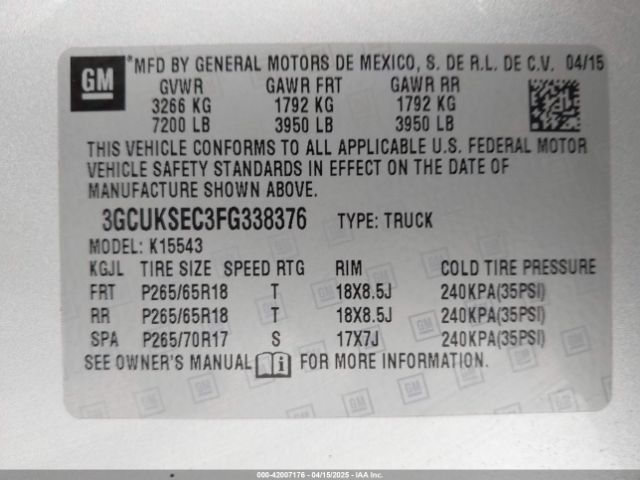 GM *MFD BY GENERAL MOTORS DE MEXICO, S. DE R.L. DE C.V. 04/15
GVWR GAWR FRT GAWR RR
3266 KG 1792 KG 1792 KG
7200 LB 3950 LB 3950 LB
THIS VEHICLE CONFORMS TO ALL APPLICABLE U.S. FEDERAL MOTOR
VEHICLE SAFETY STANDARDS IN EFFECT ON THE DATE OF
MANUFACTURE SHOWN ABOVE.
3GCUKSEC3FG338376 TYPE: TRUCK
MODEL: K15543
KGJL TIRE SIZE SPEED RTG RIM COLD TIRE PRESSURE
FRT P265/65R18 T 18X8.5J 240KPA(35PSI)
RR P265/65R18 T 18X8.5J 240KPA(35PSI)
SPA P265/70R17 S 17X7J 240KPA(35PSI)
SEE OWNER'S MANUAL i FOR MORE INFORMATION.
000-42007176 - 04/15/2025 - IAA Inc.